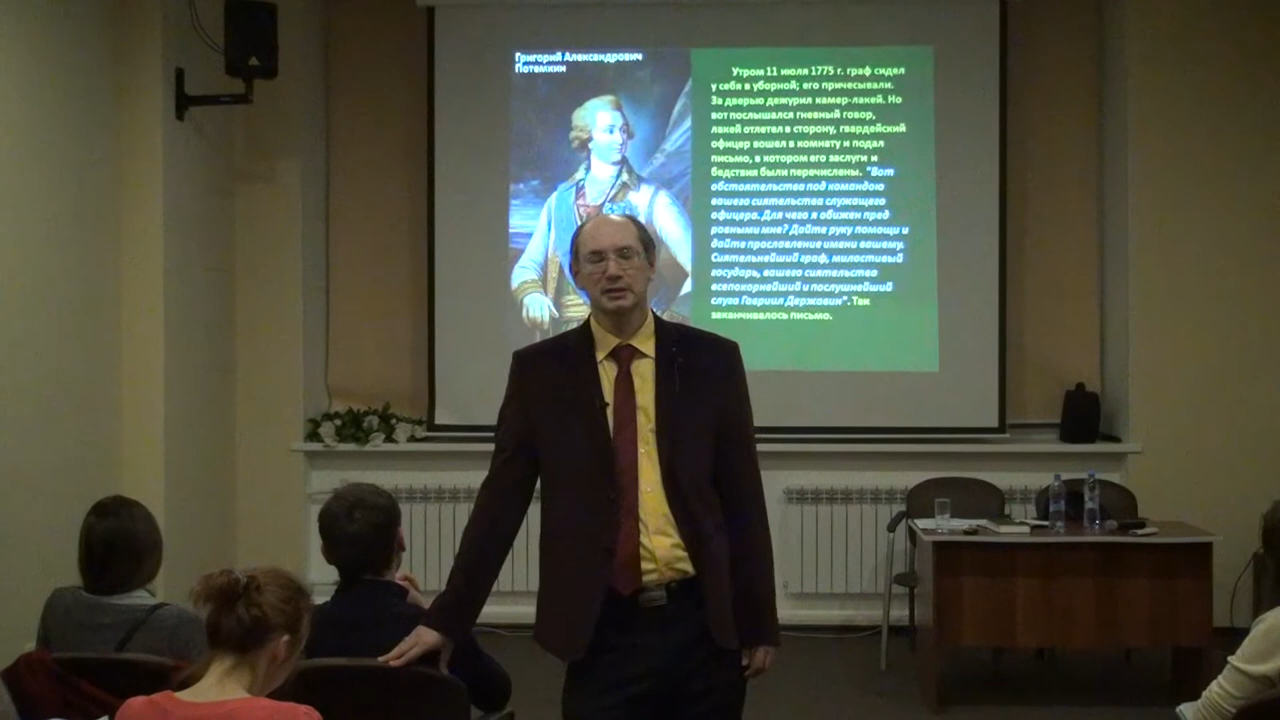 Григорий Александрович
Потемкин
Утром 11 июля 1775 г. граф сидел
у себя в уборной; его причесывали.
За дверью дежурил камер-лакей. Но
вот послышался гневный говор,
лакей отлетел в сторону, гвардейский
офицер вошел в комнату и подал
письмо, в котором его заслуги и
бедствия были перечислены. "Вот
обстоятельства под командою
вашего сиятельства служащего
офицера. Для чего я обижен пред
ровными мне? Дайте руку помощи и
дайте прославление имени вашему.
Сиятельнейший граф, милостивый
государь, вашего сиятельства
всепокорнейший и послушнейший
слуга Гавриил Державин". Так
заканчивалось письмо.